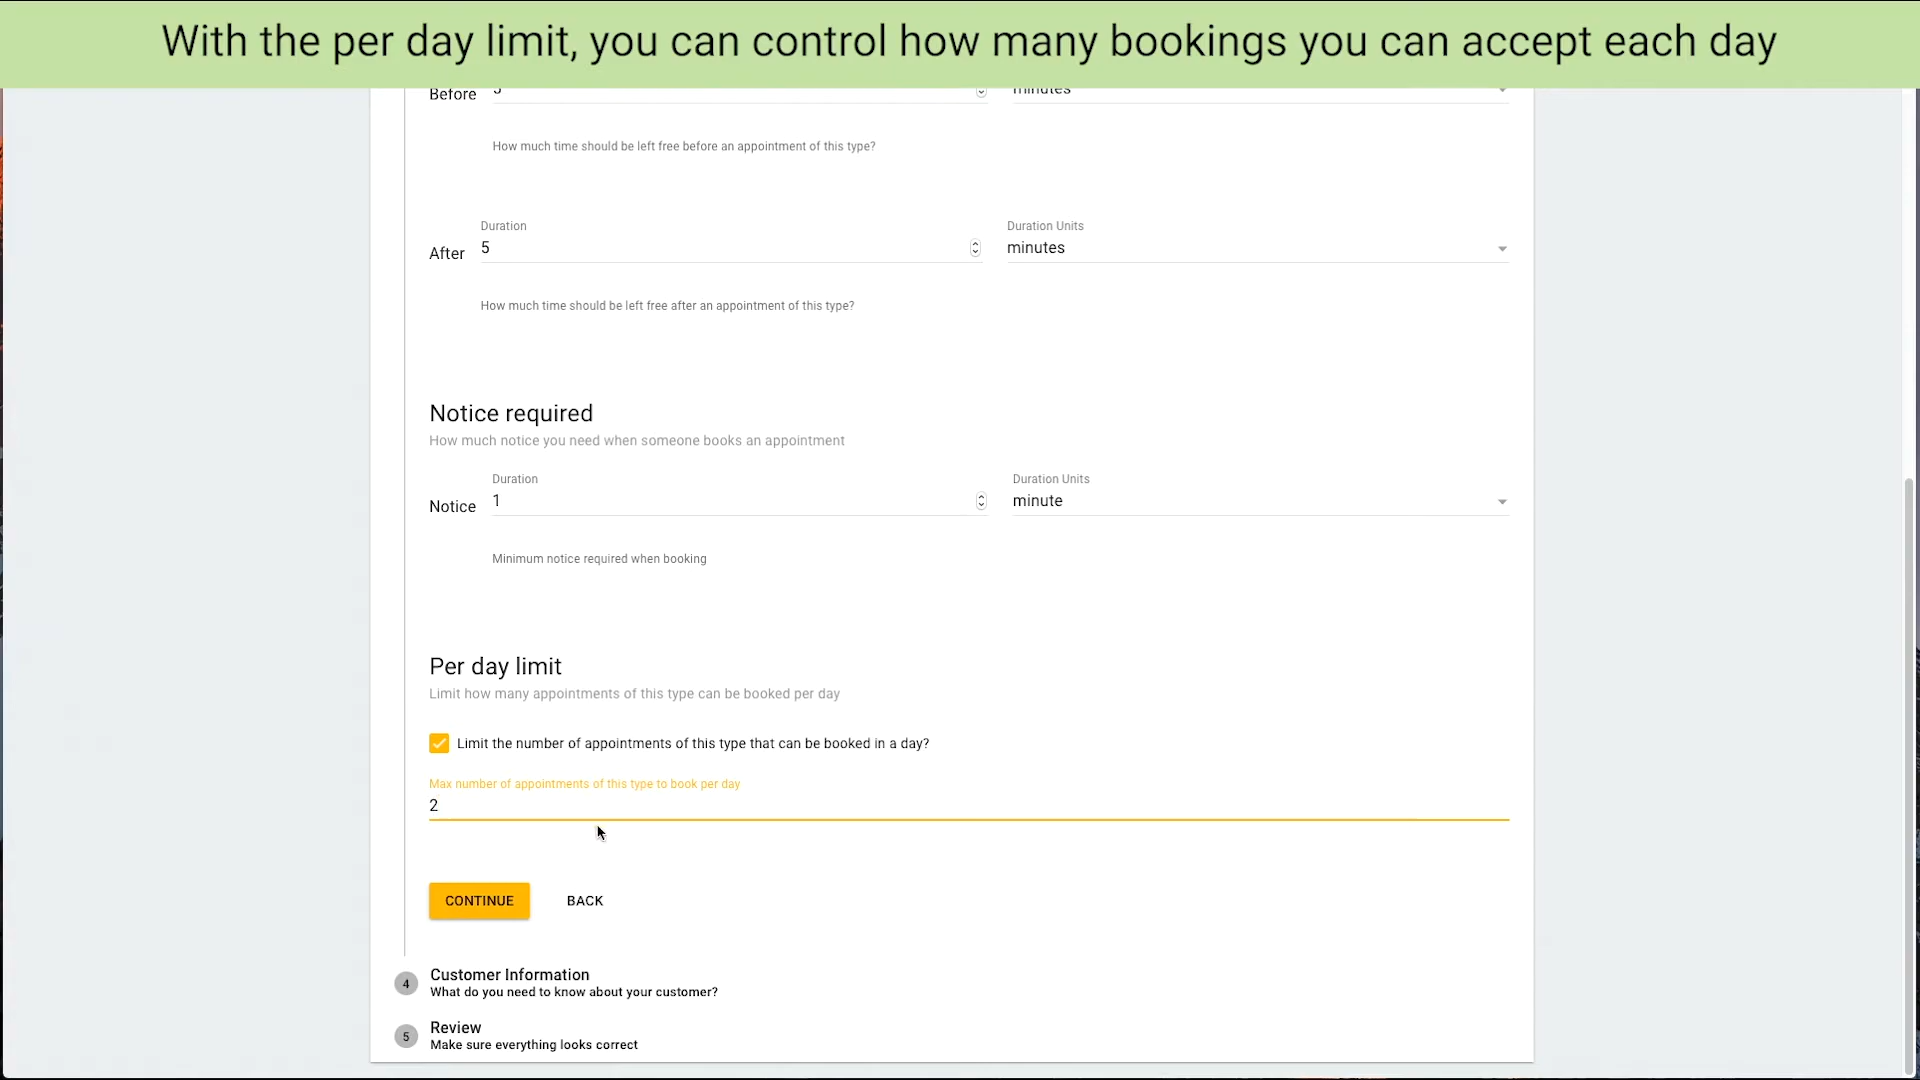 With the per day limit, you can control how many bookings you can accept each day
Before 5 minutes
How much time should be left free before an appointment of this type?
Duration Duration Units
After 5 minutes
How much time should be left free after an appointment of this type?
Notice required
How much notice you need when someone books an appointment
Duration Duration Units
Notice 1 minute
Minimum notice required when booking
Per day limit
Limit how many appointments of this type can be booked per day
Limit the number of appointments of this type that can be booked in a day?
Max number of appointments of this type to book per day
2
CONTINUE BACK
4 Customer Information
What do you need to know about your customer?
5 Review
Make sure everything looks correct